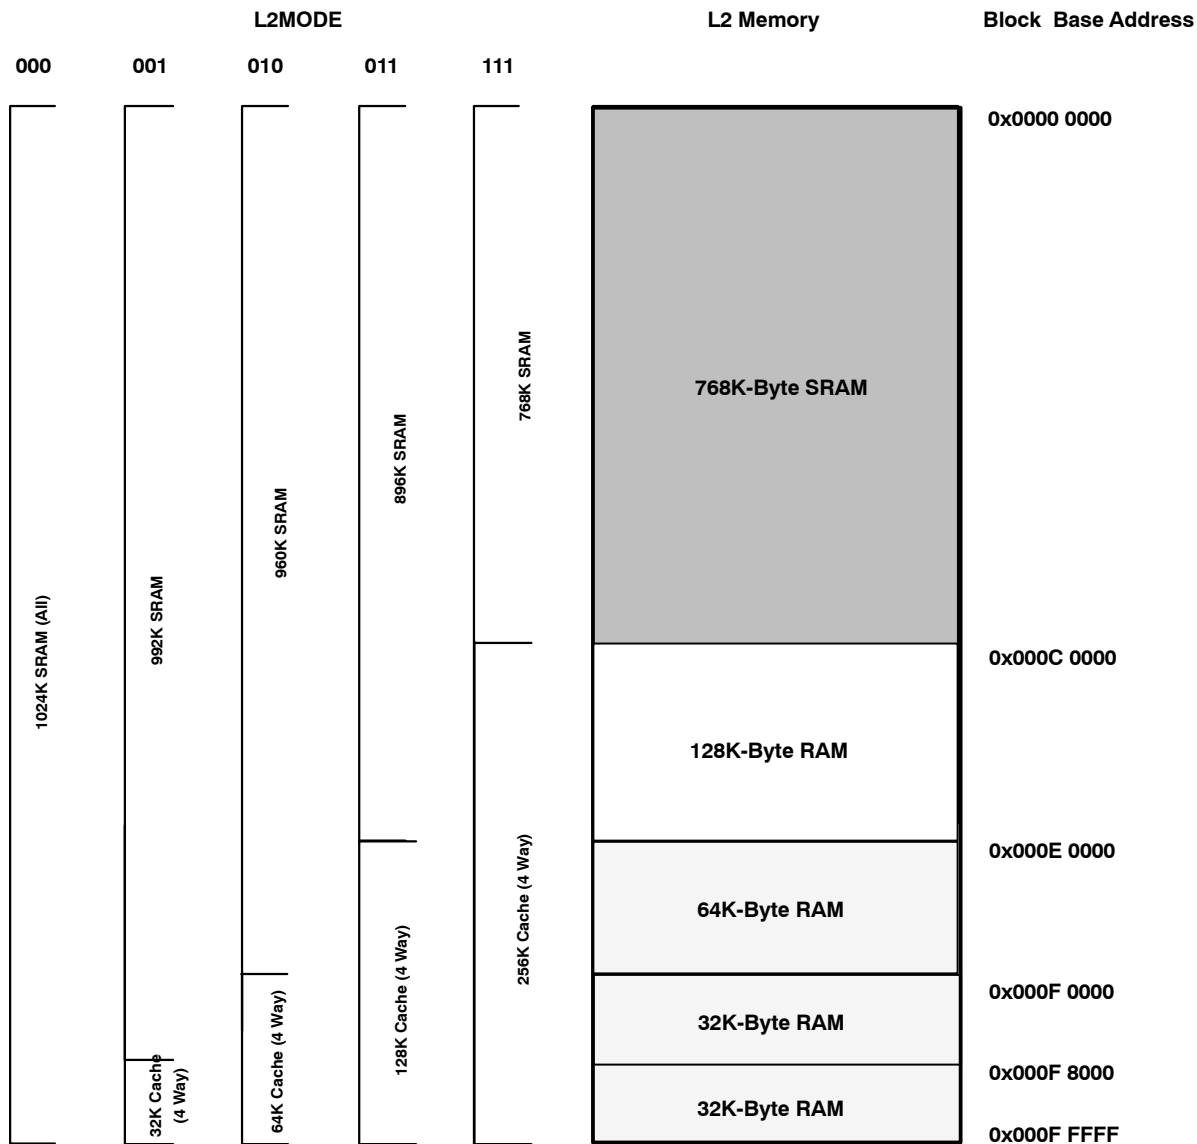 L2MODE L2 Memory Block Base Address
000 001 010 011 111
0x0000 0000
768K SRAM
768K-Byte SRAM
896K SRAM
960K SRAM
992K SRAM
1024K SRAM (All)
0x000C 0000
128K-Byte RAM
0x000E 0000
256K Cache (4 Way)
64K-Byte RAM
128K Cache (4 Way)
0x000F 0000
32K-Byte RAM
64K Cache (4 Way)
0x000F 8000
32K Cache
(4 Way)
32K-Byte RAM
0x000F FFFF